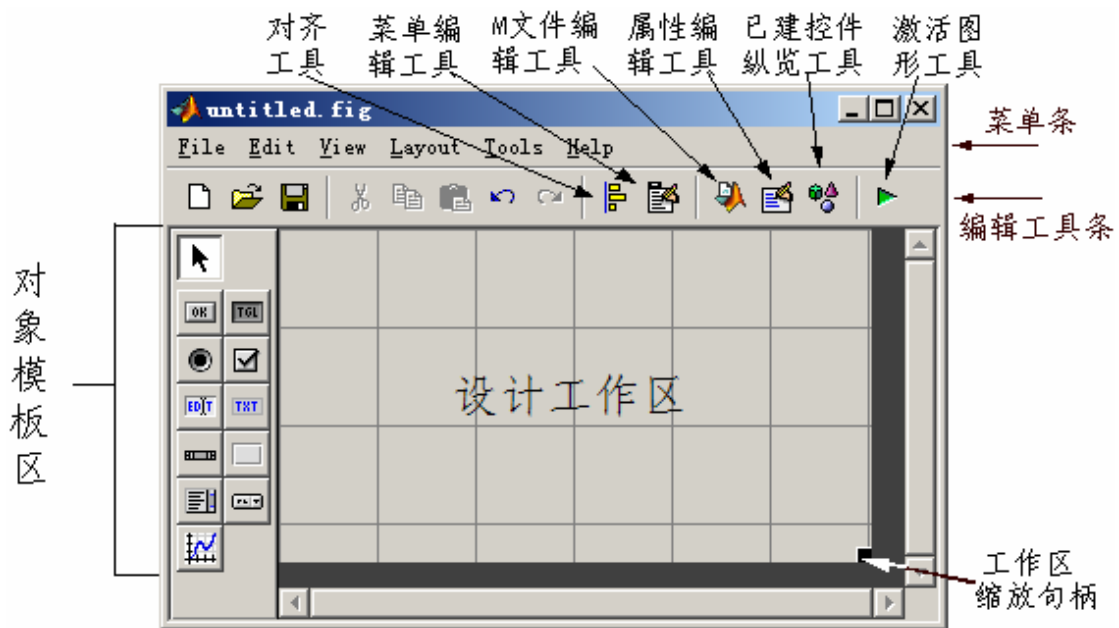 对齐
工具
菜单编
辑工具
M文件编
辑工具
属性编
辑工具
已建控件
纵览工具
激活图
形工具
untitled.fig
菜单条
File Edit View Layout Tools Help
编辑工具条
对象模板区
OK
TGL
EDIT
TXT
设计工作区
工作区
缩放句柄